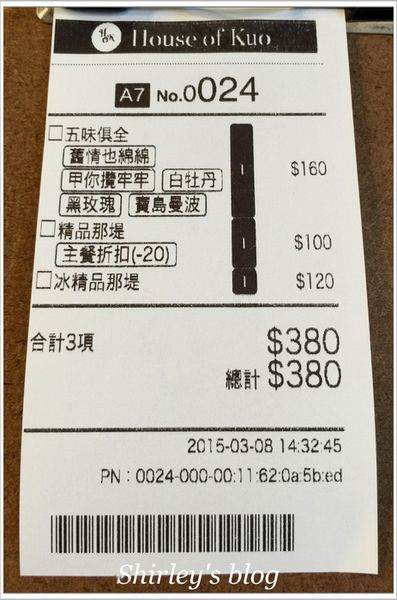 House of Kuo
A7 No.0024
五味俱全 1 $160
舊情也綿綿
甲你攬牢牢 白牡丹
黑玫瑰 寶島曼波
精品那堤 1 $100
主餐折扣(-20)
冰精品那堤 1 $120
合計3項 $380
總計 $380
2015-03-08 14:32:45
PN：0024-000-00:11:62:0a:5b:ed
Shirley's blog